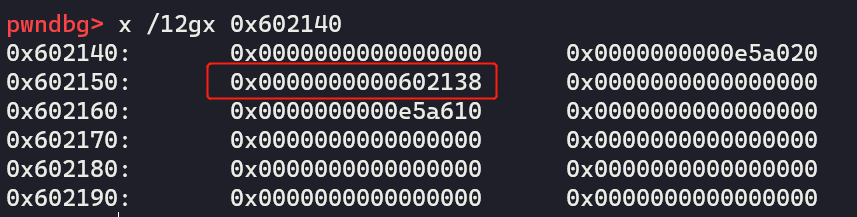 pwndbg> x /12gx 0x602140
0x602140: 0x0000000000000000 0x0000000000e5a020
0x602150: 0x0000000000602138 0x0000000000000000
0x602160: 0x0000000000e5a610 0x0000000000000000
0x602170: 0x0000000000000000 0x0000000000000000
0x602180: 0x0000000000000000 0x0000000000000000
0x602190: 0x0000000000000000 0x0000000000000000